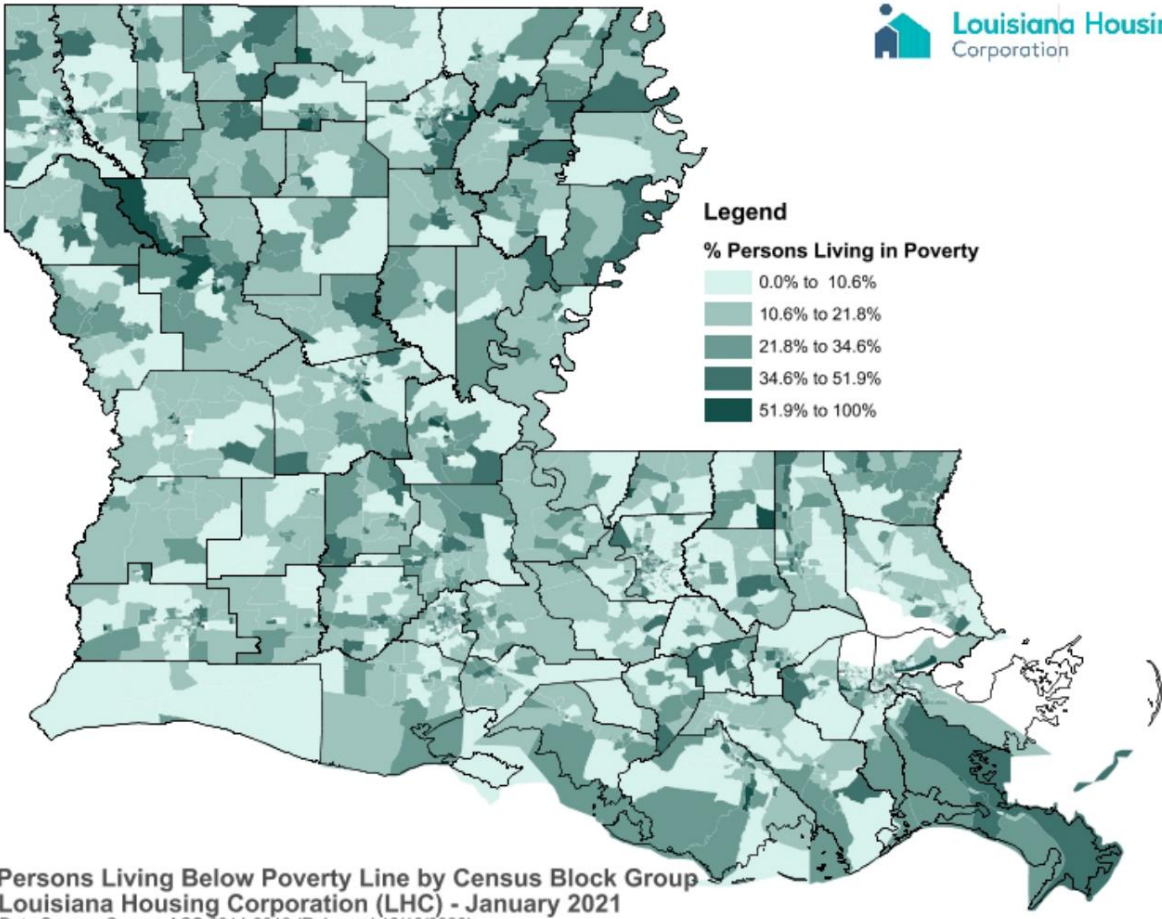 Louisiana Housi
Corporation
Legend
% Persons Living in Poverty
0.0% to 10.6%
10.6% to 21.8%
21.8% to 34.6%
34.6% to 51.9%
51.9% to 100%
Persons Living Below Poverty Line by Census Block Group
Louisiana Housing Corporation (LHC) - January 2021